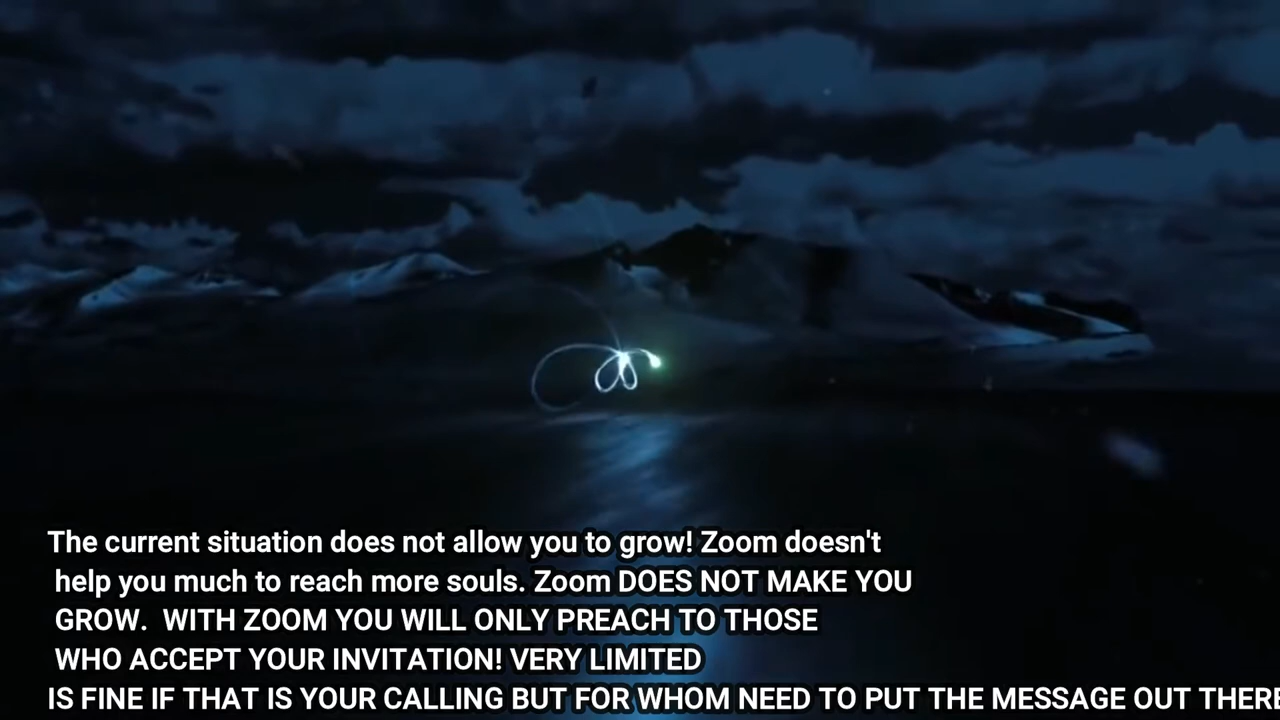 The current situation does not allow you to grow! Zoom doesn't
help you much to reach more souls. Zoom DOES NOT MAKE YOU
GROW.  WITH ZOOM YOU WILL ONLY PREACH TO THOSE
WHO ACCEPT YOUR INVITATION! VERY LIMITED
IS FINE IF THAT IS YOUR CALLING BUT FOR WHOM NEED TO PUT THE MESSAGE OUT THERE